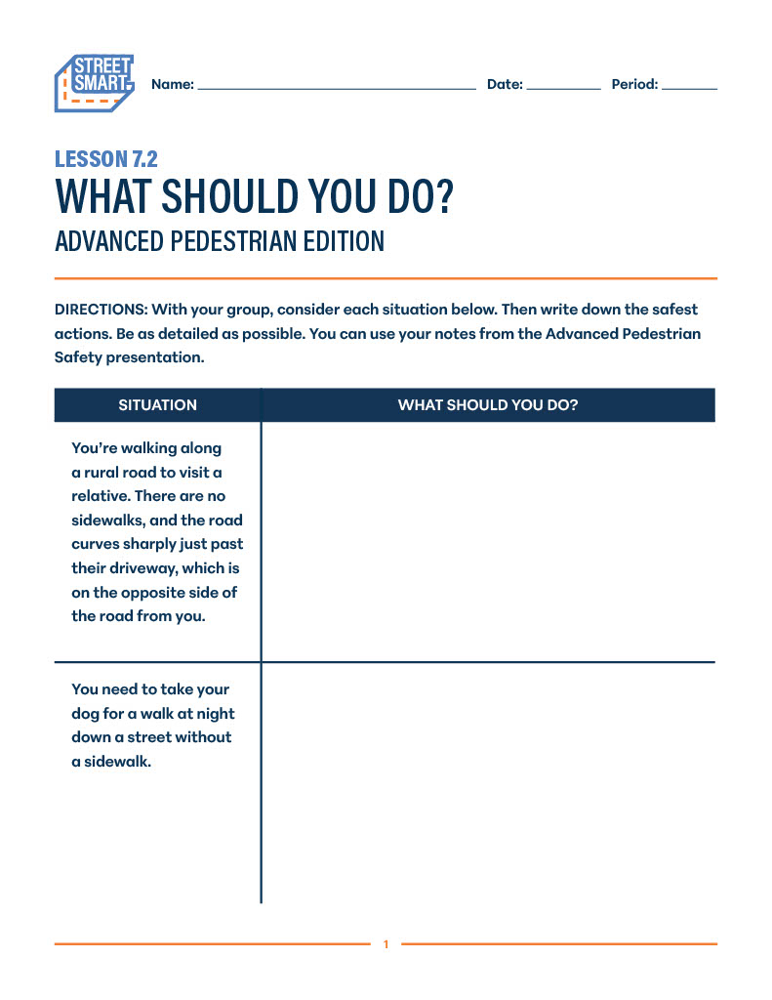 STREET
SMART
Name: Date: Period:
LESSON 7.2
WHAT SHOULD YOU DO?
ADVANCED PEDESTRIAN EDITION
DIRECTIONS: With your group, consider each situation below. Then write down the safest
actions. Be as detailed as possible. You can use your notes from the Advanced Pedestrian
Safety presentation.
SITUATION WHAT SHOULD YOU DO?
You’re walking along
a rural road to visit a
relative. There are no
sidewalks, and the road
curves sharply just past
their driveway, which is
on the opposite side of
the road from you.
You need to take your
dog for a walk at night
down a street without
a sidewalk.
1